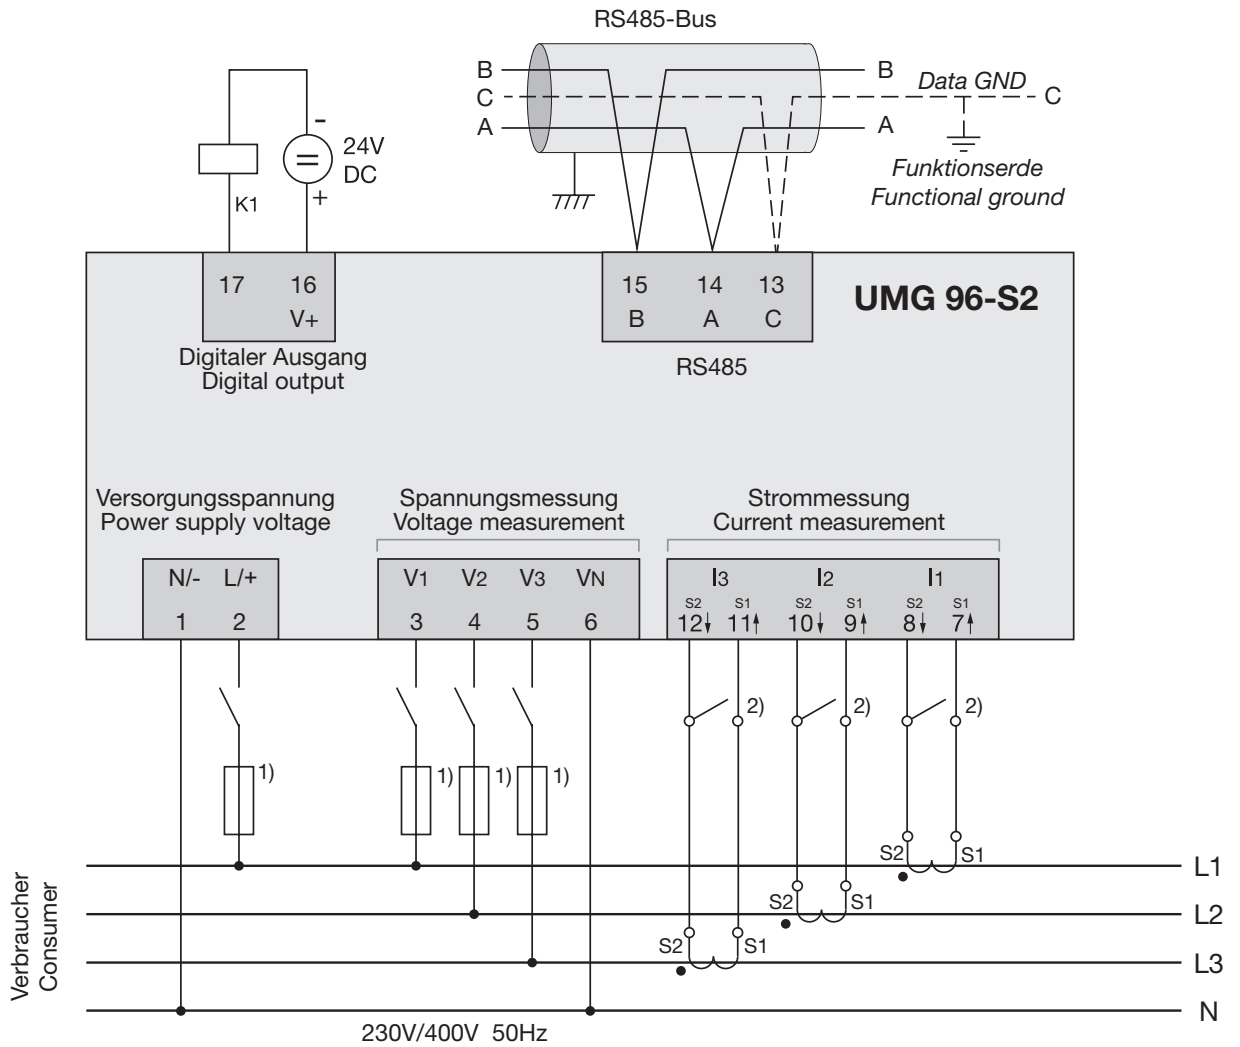 RS485-Bus
B B
C Data GND C
A A
Funktionserde
Functional ground
-
24V
DC
+
K1
17 16
V+
Digitaler Ausgang
Digital output
15 14 13
B A C
RS485
UMG 96-S2
Versorgungsspannung
Power supply voltage
Spannungsmessung
Voltage measurement
Strommessung
Current measurement
N/- L/+
1 2
V1 V2 V3 VN
3 4 5 6
I3 I2 I1
S2 S1 S2 S1 S2 S1
12 11 10 9 8 7
2) 2) 2)
1) 1) 1) 1)
S2 S1
L1
S2 S1
L2
S2 S1
L3
N
Verbraucher
Consumer
230V/400V 50Hz